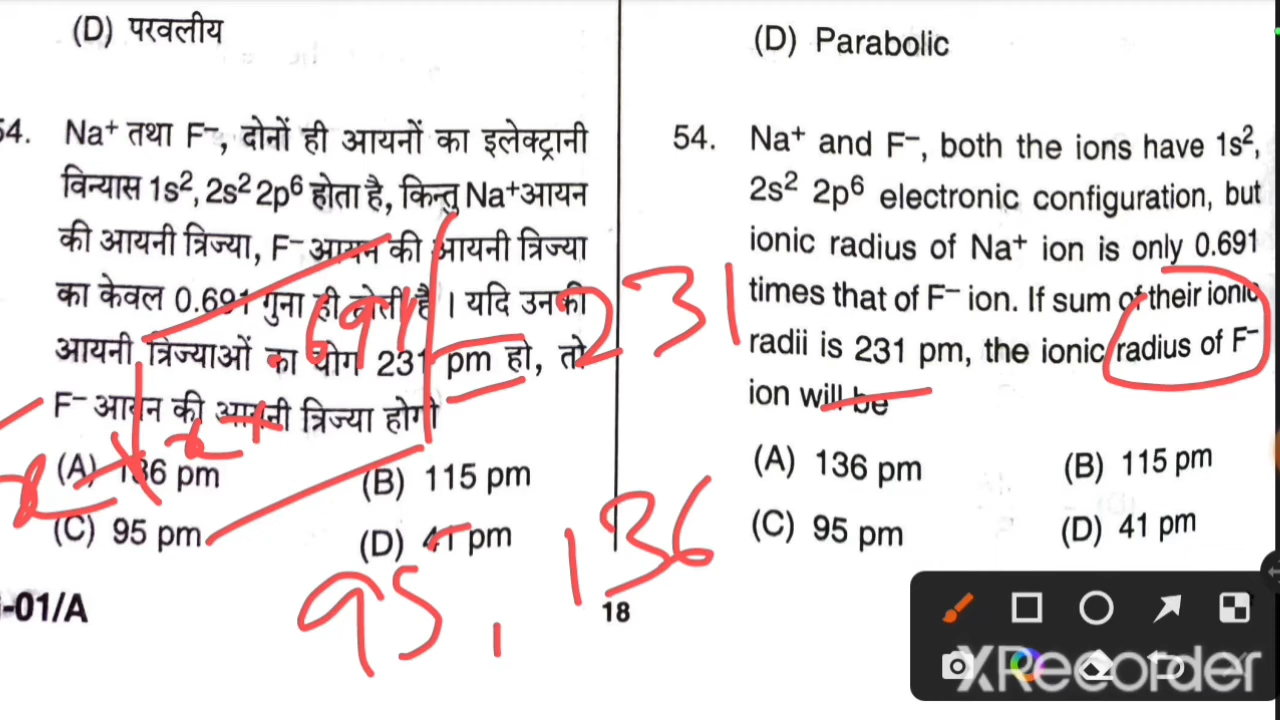 (D) परवलीय
54. Na⁺ तथा F⁻, दोनों ही आयनों का इलेक्ट्रानी
विन्यास 1s², 2s² 2p⁶ होता है, किन्तु Na⁺आयन
की आयनी त्रिज्या, F⁻ आयन की आयनी त्रिज्या
का केवल 0.691 गुना ही होती है । यदि उनकी
आयनी त्रिज्याओं का योग 231 pm हो, तो
F⁻ आयन की आयनी त्रिज्या होगी
(A) 136 pm (B) 115 pm
(C) 95 pm (D) 41 pm
-01/A
18
(D) Parabolic
54. Na⁺ and F⁻, both the ions have 1s²,
2s² 2p⁶ electronic configuration, but
ionic radius of Na⁺ ion is only 0.691
times that of F⁻ ion. If sum of their ionic
radii is 231 pm, the ionic radius of F⁻
ion will be
(A) 136 pm (B) 115 pm
(C) 95 pm (D) 41 pm
.691
231
95, 136
XRecorder